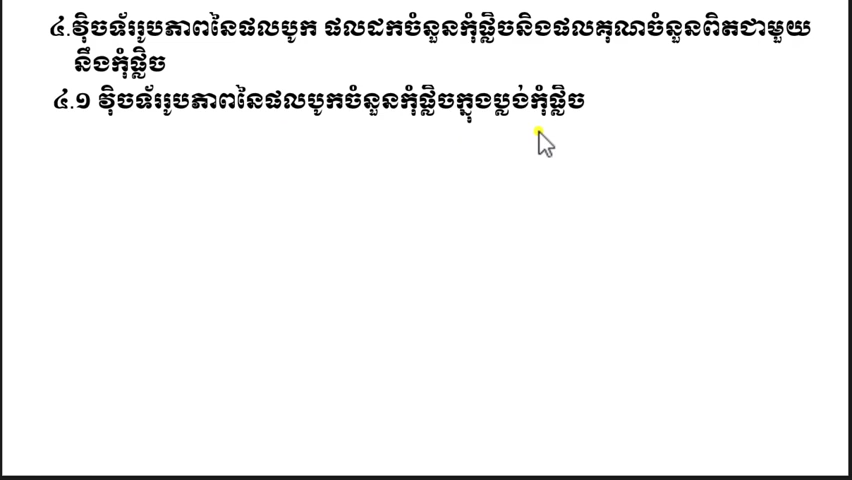 ៤.វ៉ិចទ័ររូបភាពនៃផលបូក ផលដកចំនួនកុំផ្លិចនិងផលគុណចំនួនពិតជាមួយ
នឹងកុំផ្លិច
៤.១ វ៉ិចទ័ររូបភាពនៃផលបូកចំនួនកុំផ្លិចក្នុងប្លង់កុំផ្លិច